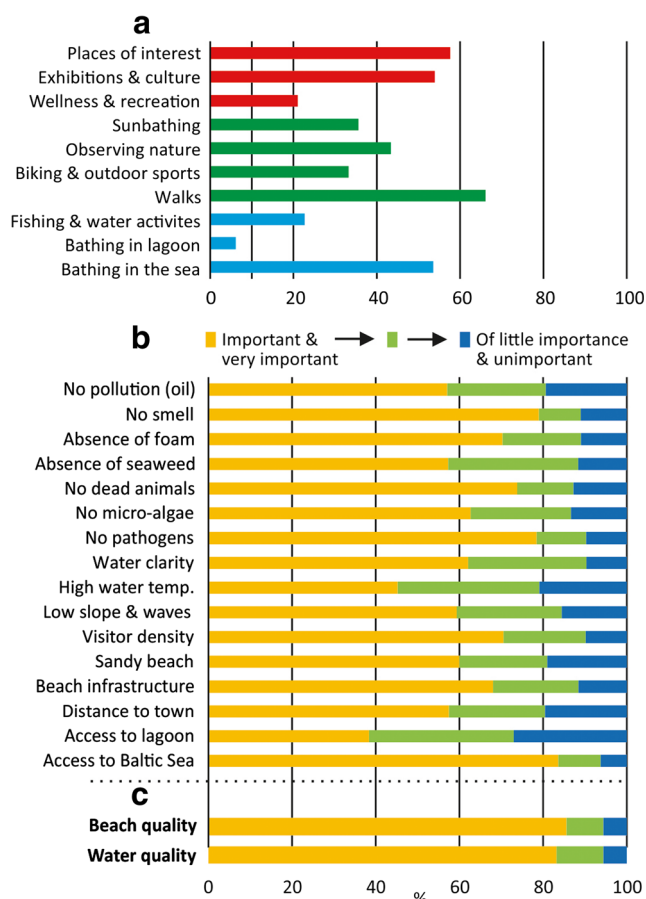 a
Places of interest
Exhibitions & culture
Wellness & recreation
Sunbathing
Observing nature
Biking & outdoor sports
Walks
Fishing & water activites
Bathing in lagoon
Bathing in the sea
0 20 40 60 80 100
b
Important & Of little importance
very important & unimportant
No pollution (oil)
No smell
Absence of foam
Absence of seaweed
No dead animals
No micro-algae
No pathogens
Water clarity
High water temp.
Low slope & waves
Visitor density
Sandy beach
Beach infrastructure
Distance to town
Access to lagoon
Access to Baltic Sea
c
Beach quality
Water quality
0 20 40 60 80 100
%